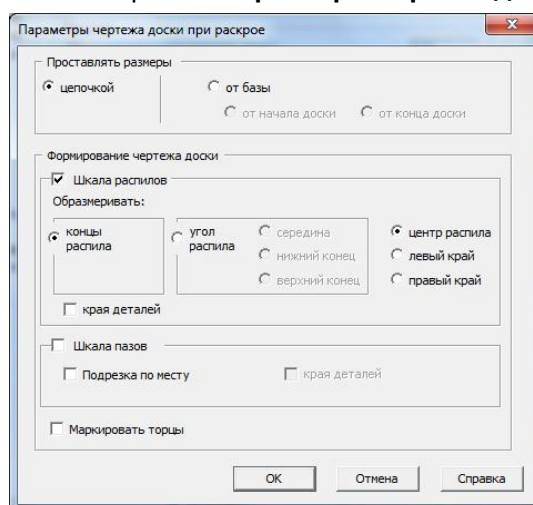 Параметры чертежа доски при раскрое
Проставлять размеры
цепочкой от базы
от начала доски от конца доски
Формирование чертежа доски
Шкала распилов
Образмеривать:
концы распила угол распила середина центр распила
нижний конец левый край
верхний конец правый край
края деталей
Шкала пазов
Подрезка по месту края деталей
Маркировать торцы
OK Отмена Справка